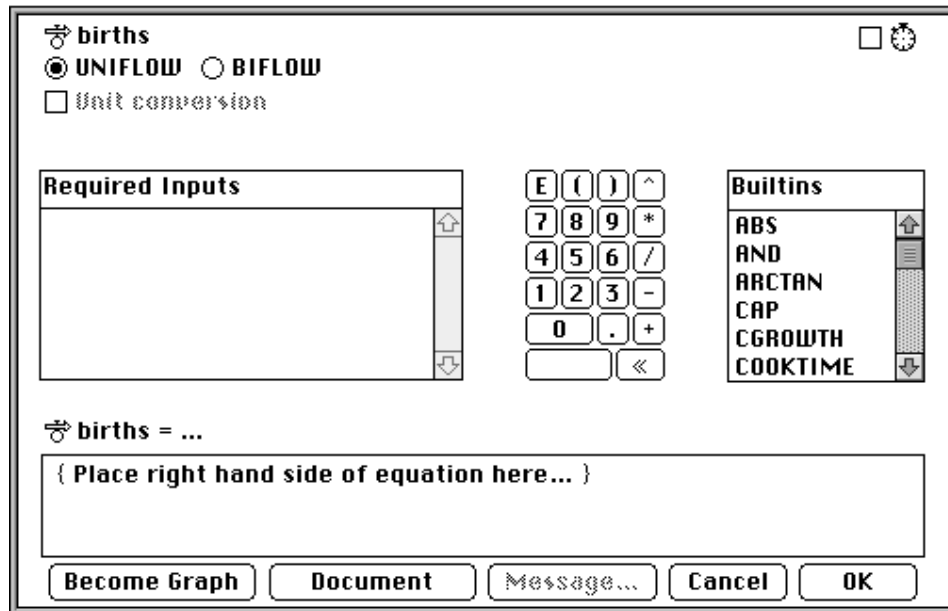 births
UNIFLOW BIFLOW
Unit conversion
Required Inputs
E ( ) ^
7 8 9 *
4 5 6 /
1 2 3 -
0 . +
«
Builtins
ABS
AND
ARCTAN
CAP
CGROWTH
COOKTIME
births = ...
{ Place right hand side of equation here... }
Become Graph Document Message... Cancel OK